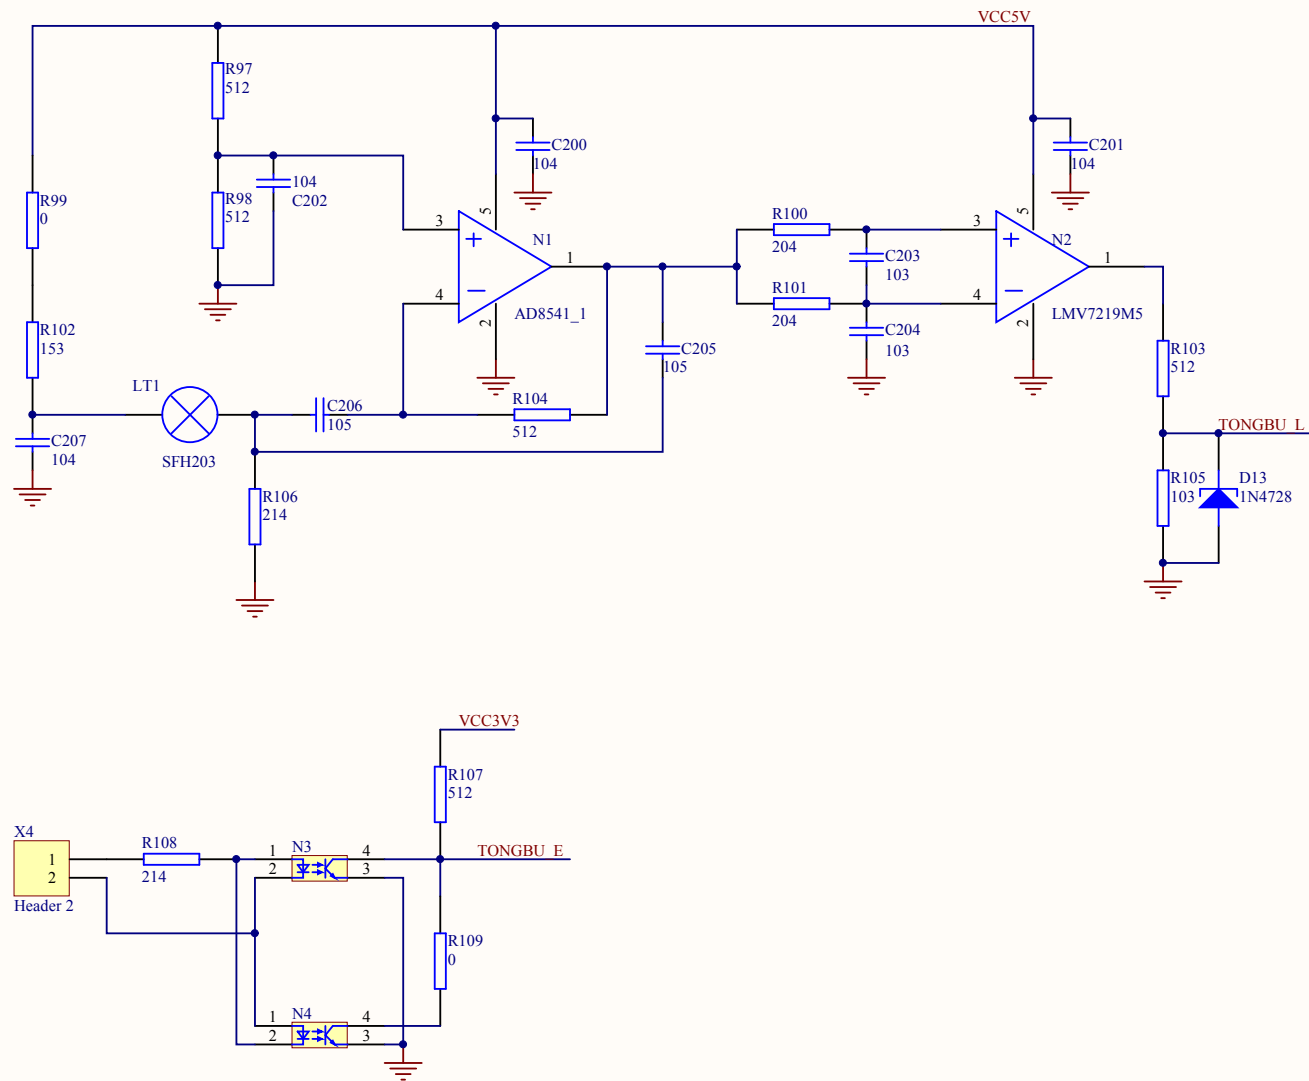 VCC5V
R97
512
C200
104
C201
104
104
C202
R99
0
R98
512
3
5
N1
1
4
2
AD8541_1
R100
204
R101
204
C203
103
C204
103
3
5
N2
1
4
2
LMV7219M5
R102
153
C205
105
R103
512
LT1
SFH203
C206
105
R104
512
C207
104
TONGBU_L
R106
214
R105
103
D13
1N4728
VCC3V3
R107
512
X4
1
2
Header 2
R108
214
1
2
N3
4
3
TONGBU_E
R109
0
1
2
N4
4
3